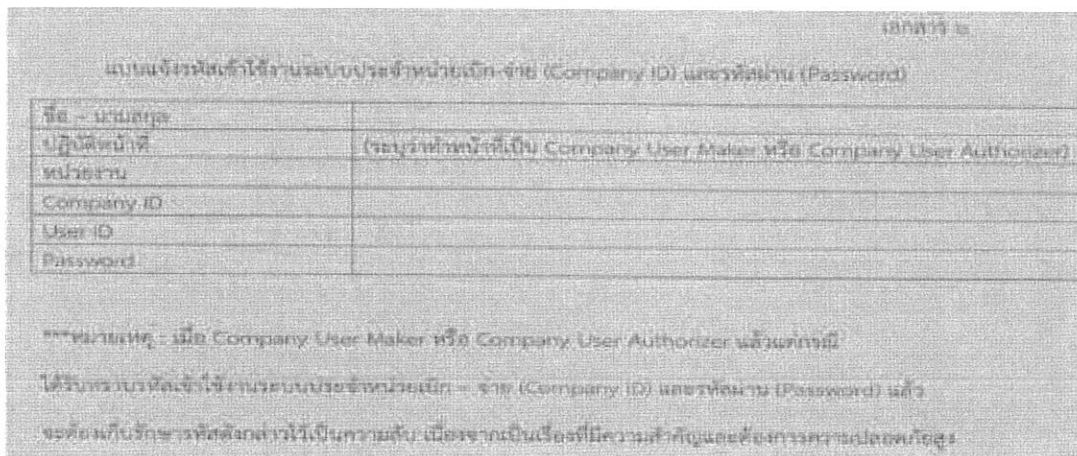 เอกสาร ๒
แบบแจ้งรหัสเข้าใช้งานระบบประจำหน่วยเบิก-จ่าย (Company ID) และรหัสผ่าน (Password)
ชื่อ – นามสกุล
ปฏิบัติหน้าที่ (ระบุว่าทำหน้าที่เป็น Company User Maker หรือ Company User Authorizer)
หน่วยงาน
Company ID
User ID
Password
***หมายเหตุ : เมื่อ Company User Maker หรือ Company User Authorizer แล้วแต่กรณี
ได้รับทราบรหัสเข้าใช้งานระบบประจำหน่วยเบิก – จ่าย (Company ID) และรหัสผ่าน (Password) แล้ว
จะต้องเก็บรักษารหัสดังกล่าวไว้เป็นความลับ เนื่องจากเป็นเรื่องที่มีความสำคัญและต้องการความปลอดภัยสูง